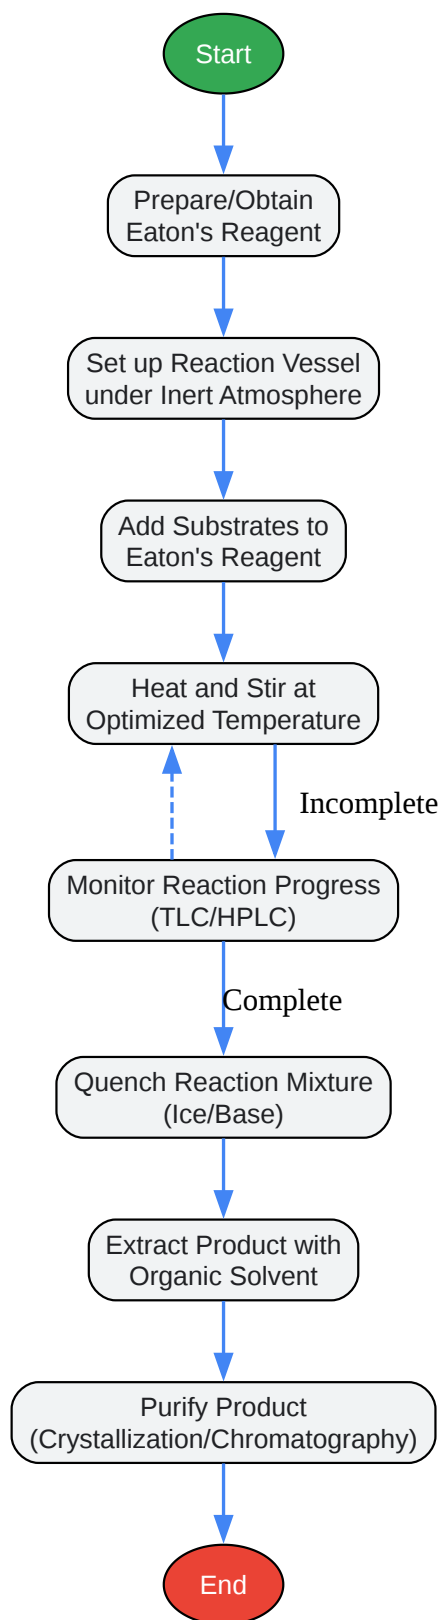 Start
Prepare/Obtain
Eaton's Reagent
Set up Reaction Vessel
under Inert Atmosphere
Add Substrates to
Eaton's Reagent
Heat and Stir at
Optimized Temperature
Incomplete
Monitor Reaction Progress
(TLC/HPLC)
Complete
Quench Reaction Mixture
(Ice/Base)
Extract Product with
Organic Solvent
Purify Product
(Crystallization/Chromatography)
End